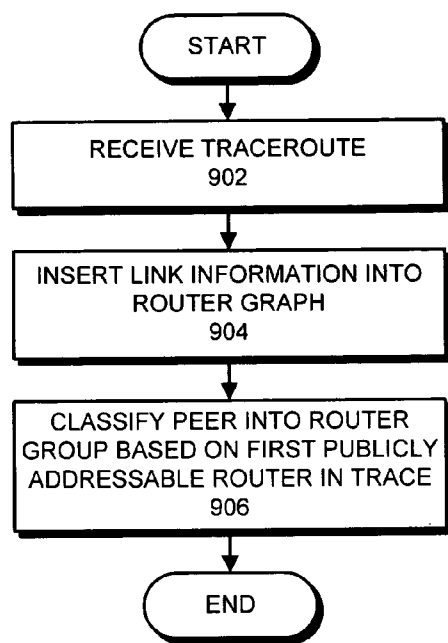 START
RECEIVE TRACEROUTE
902
INSERT LINK INFORMATION INTO
ROUTER GRAPH
904
CLASSIFY PEER INTO ROUTER
GROUP BASED ON FIRST PUBLICLY
ADDRESSABLE ROUTER IN TRACE
906
END